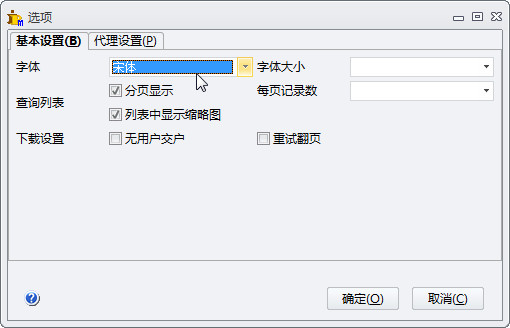 选项
基本设置(B) 代理设置(P)
字体 宋体 字体大小
查询列表 分页显示 每页记录数
列表中显示缩略图
下载设置 无用户交户 重试翻页
确定(O) 取消(C)